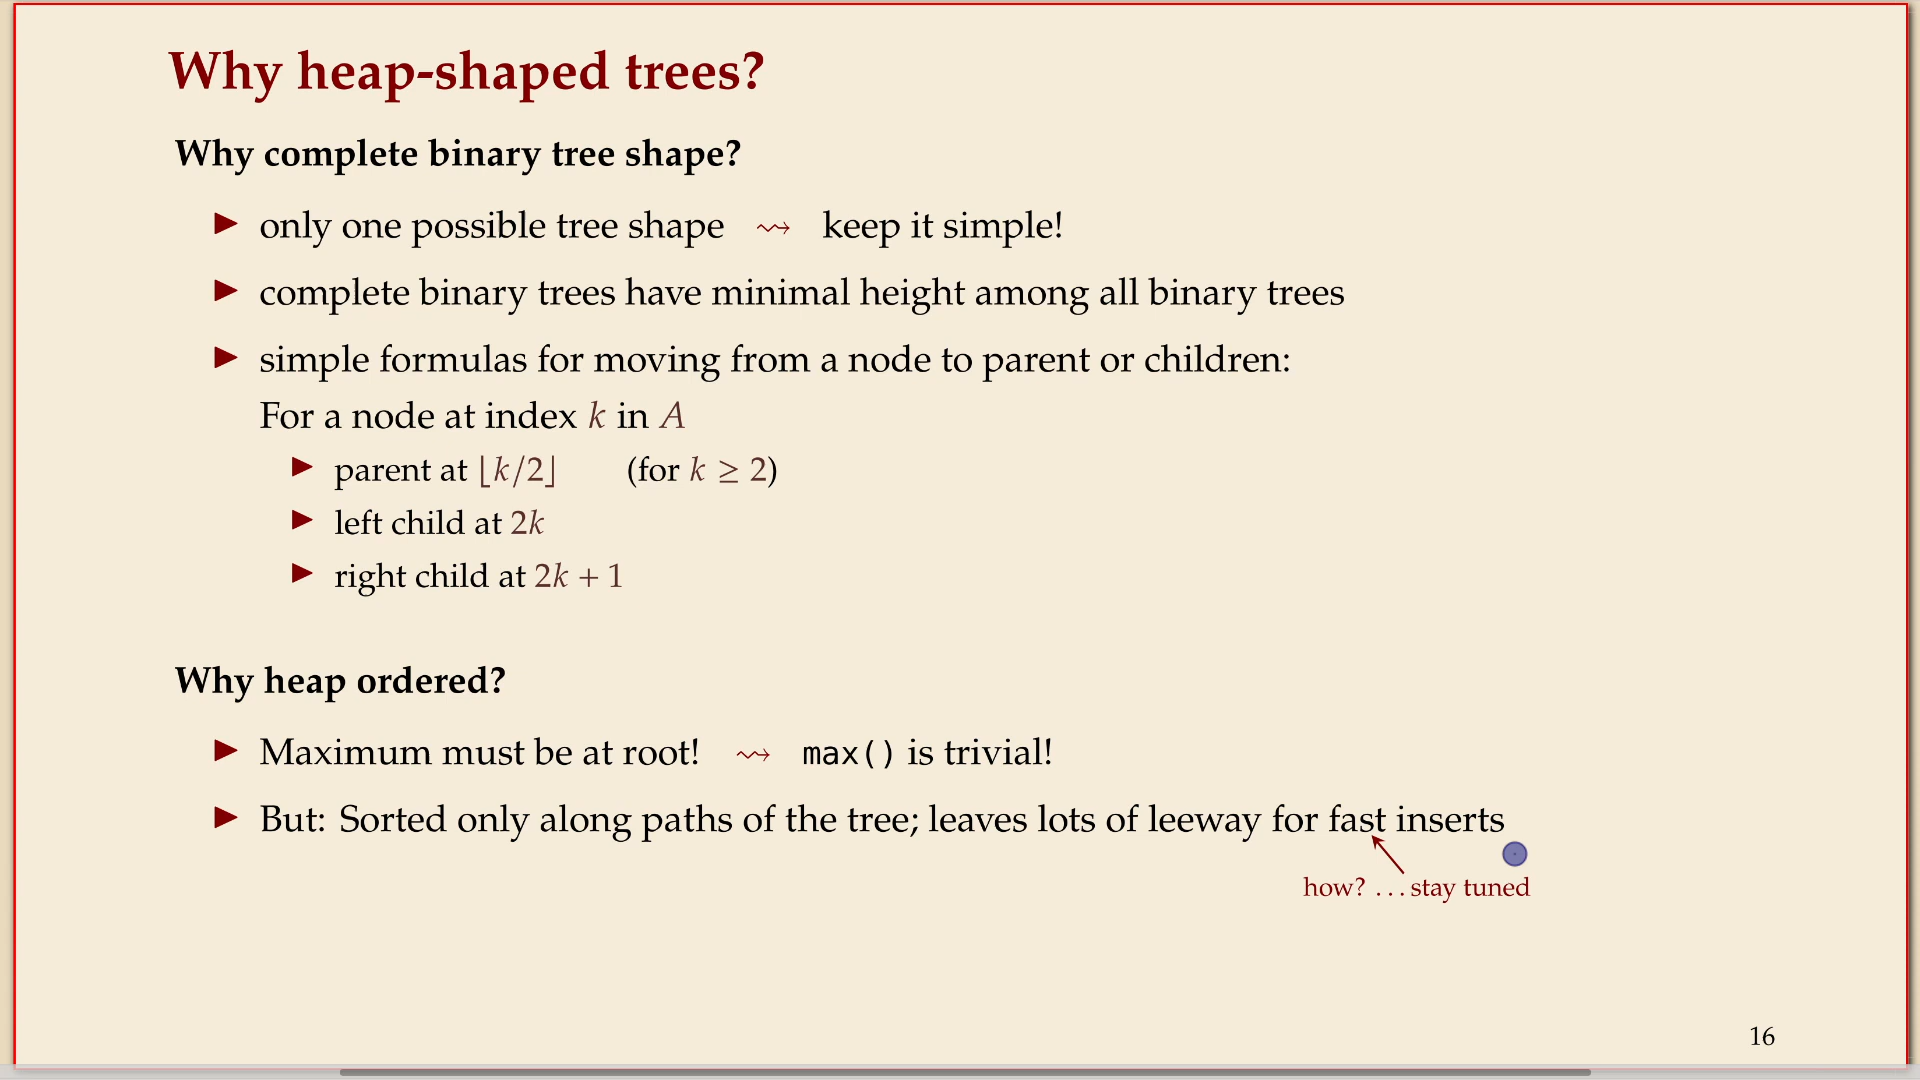 Why heap-shaped trees?
Why complete binary tree shape?
▶ only one possible tree shape ⇝ keep it simple!
▶ complete binary trees have minimal height among all binary trees
▶ simple formulas for moving from a node to parent or children:
For a node at index k in A
▶ parent at ⌊k/2⌋ (for k ≥ 2)
▶ left child at 2k
▶ right child at 2k + 1
Why heap ordered?
▶ Maximum must be at root! ⇝ max() is trivial!
▶ But: Sorted only along paths of the tree; leaves lots of leeway for fast inserts
how? ...stay tuned
16